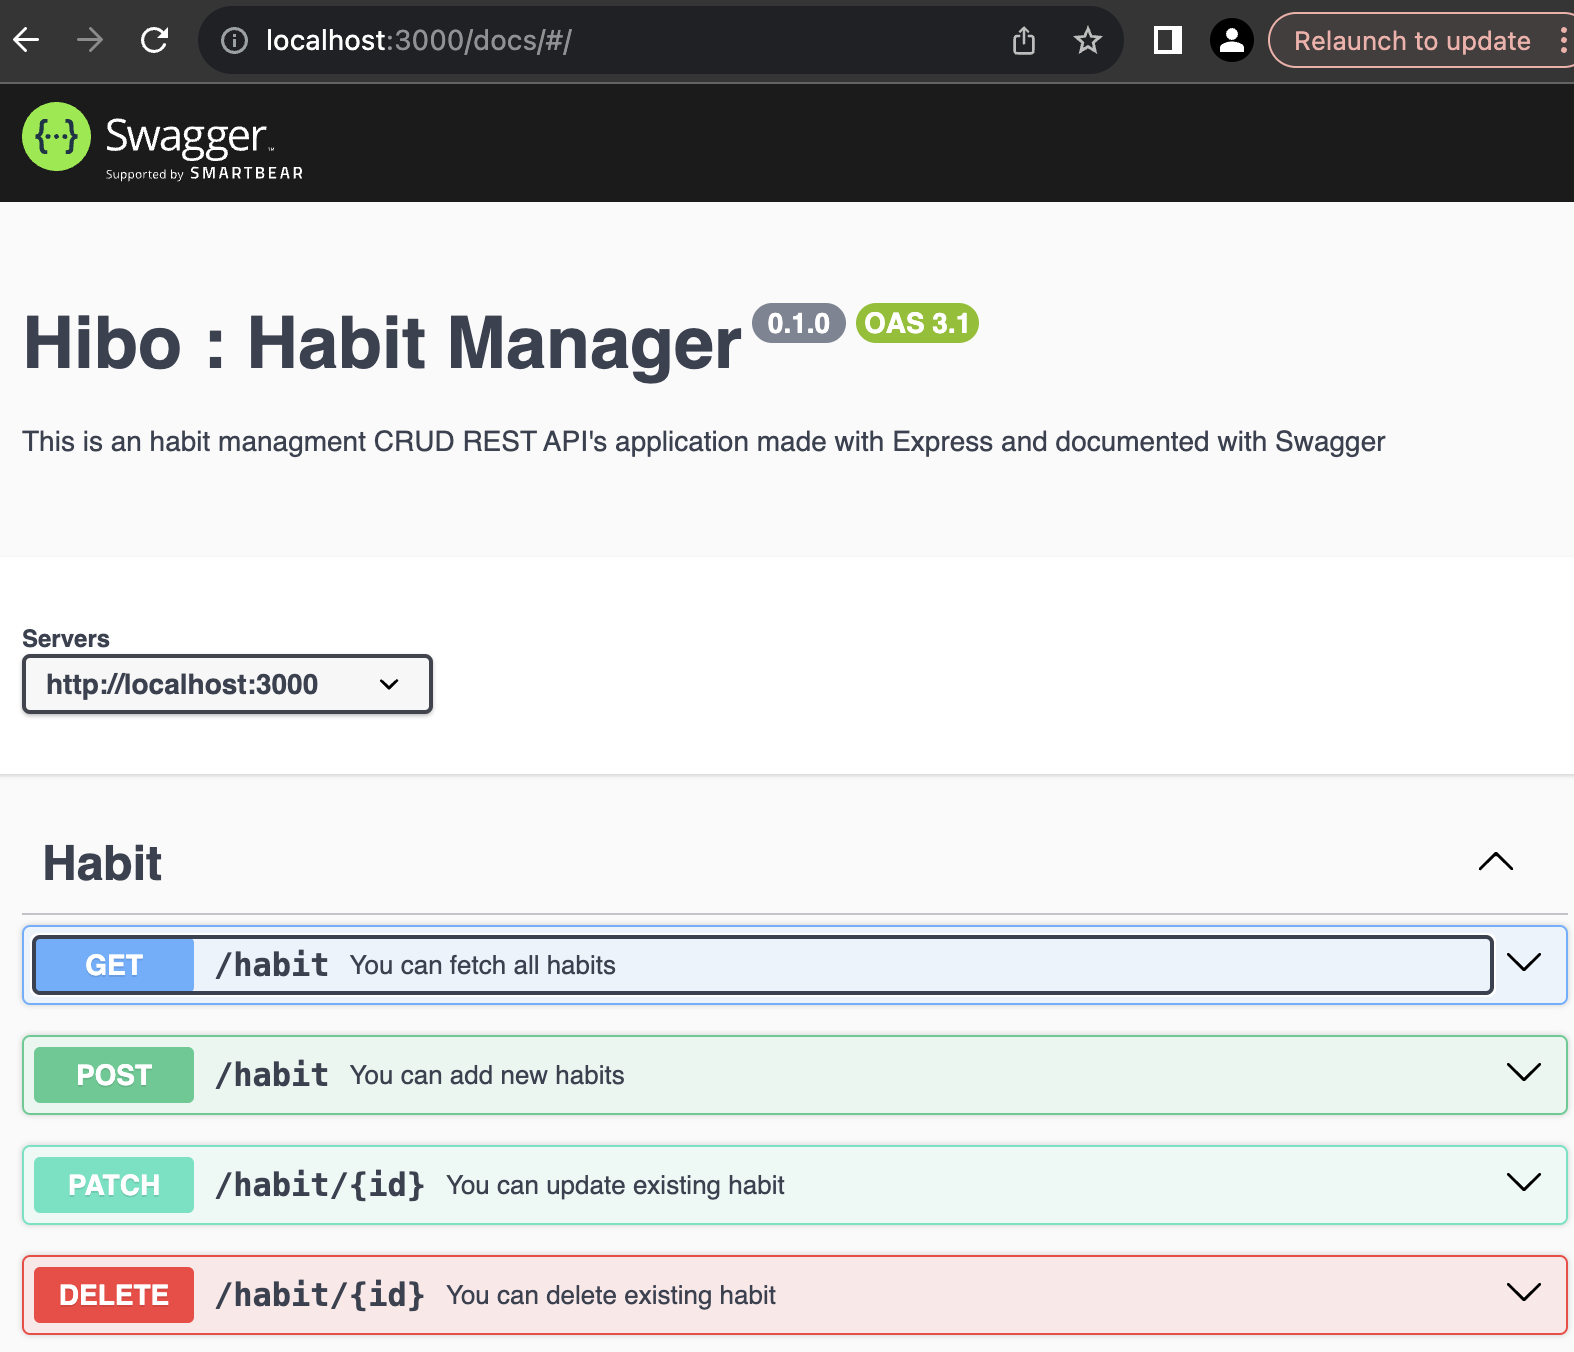 localhost:3000/docs/#/
Relaunch to update
{...} Swagger™
Supported by SMARTBEAR
Hibo : Habit Manager 0.1.0 OAS 3.1
This is an habit managment CRUD REST API's application made with Express and documented with Swagger
Servers
http://localhost:3000
Habit
GET /habit You can fetch all habits
POST /habit You can add new habits
PATCH /habit/{id} You can update existing habit
DELETE /habit/{id} You can delete existing habit